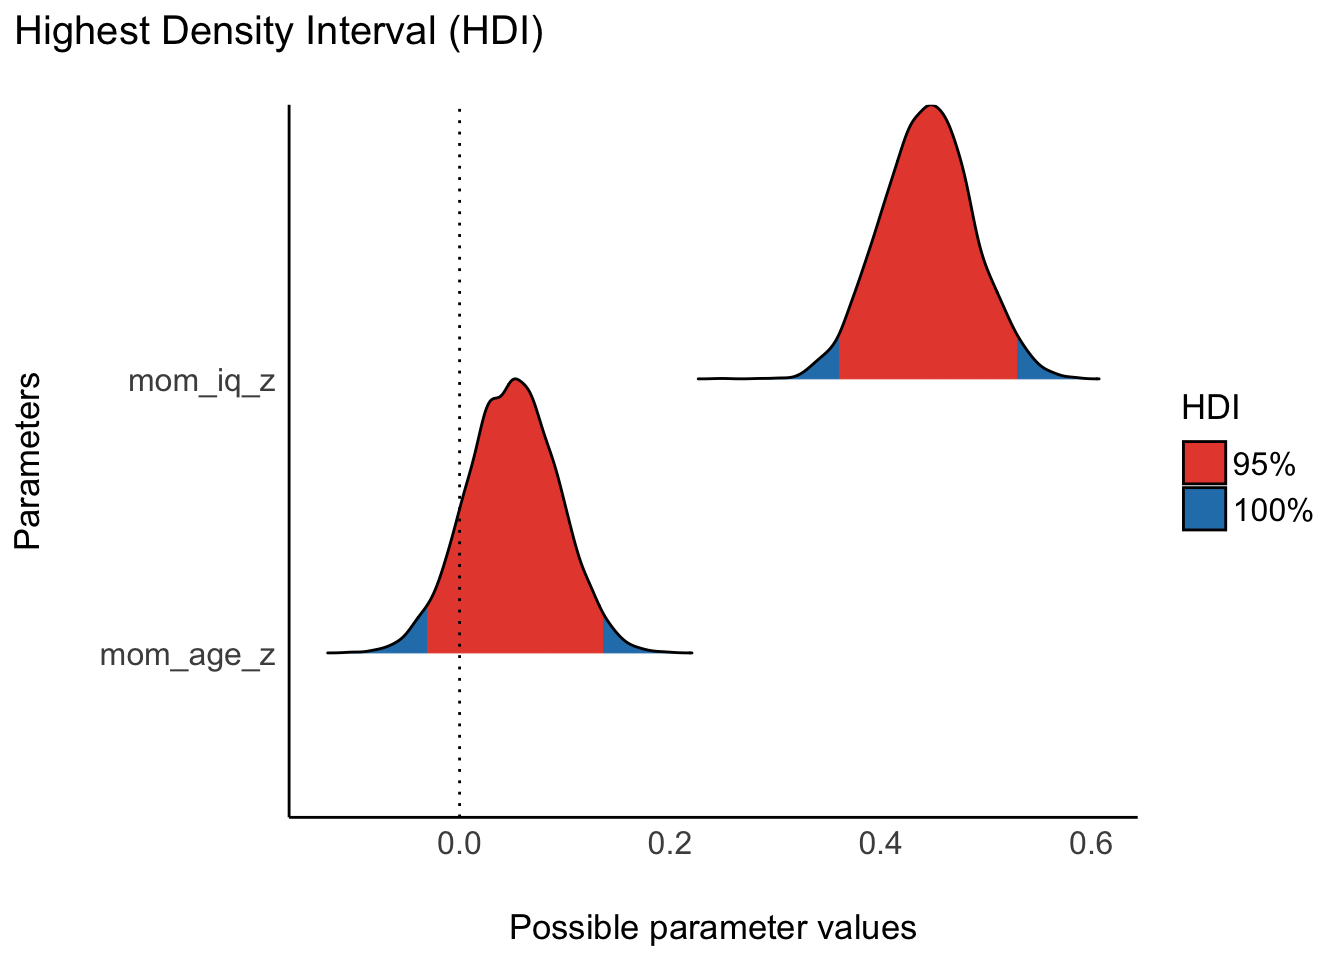 Highest Density Interval (HDI)
Parameters
mom_iq_z
mom_age_z
0.0 0.2 0.4 0.6
Possible parameter values
HDI
95%
100%